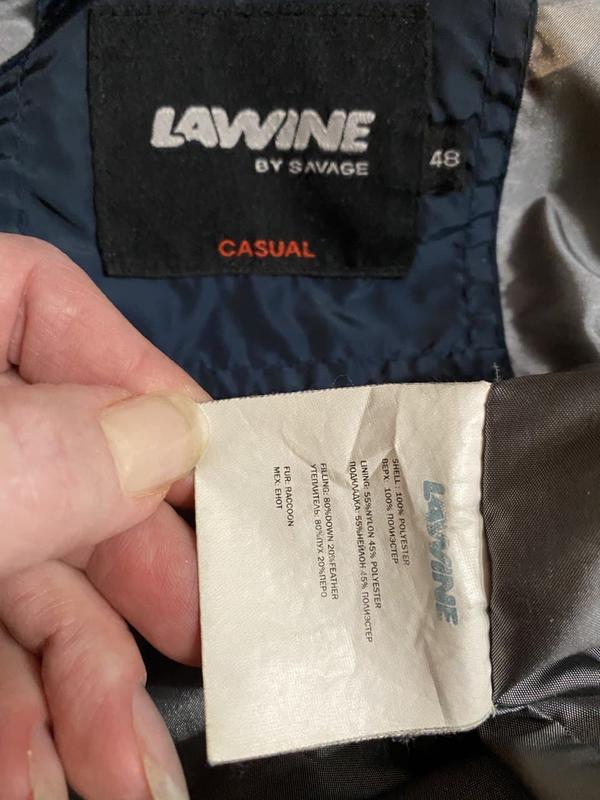 LAWINE
BY SAVAGE
48
CASUAL
LAWINE
SHELL : 100% POLYESTER
ВЕРХ: 100% ПОЛИЭСТЕР
LINING: 55%NYLON 45% POLYESTER
ПОДКЛАДКА: 55%НЕЙЛОН 45% ПОЛИЭСТЕР
FILLING: 80%DOWN 20%FEATHER
УТЕПЛИТЕЛЬ: 80%ПУХ 20%ПЕРО
FUR: RACCOON
МЕХ: ЕНОТ